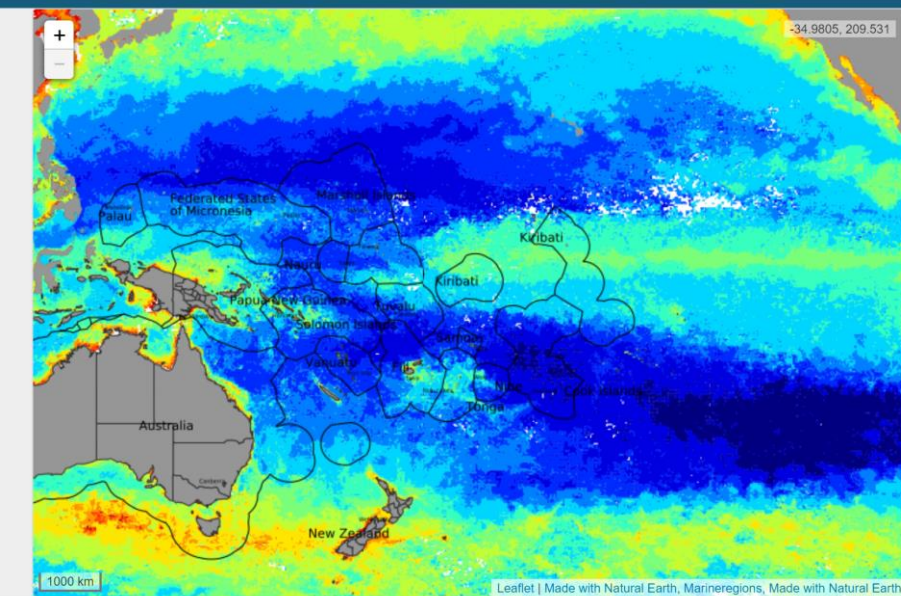 +
−
-34.9805, 209.531
Marshall Islands
Federated States
of Micronesia
Palau
Kiribati
Nauru
Kiribati
Papua New Guinea
Tuvalu
Solomon Islands
Samoa
Vanuatu
Fiji
Niue
Cook Islands
Tonga
Australia
Canberra
New Zealand
1000 km
Leaflet | Made with Natural Earth, Marineregions, Made with Natural Earth